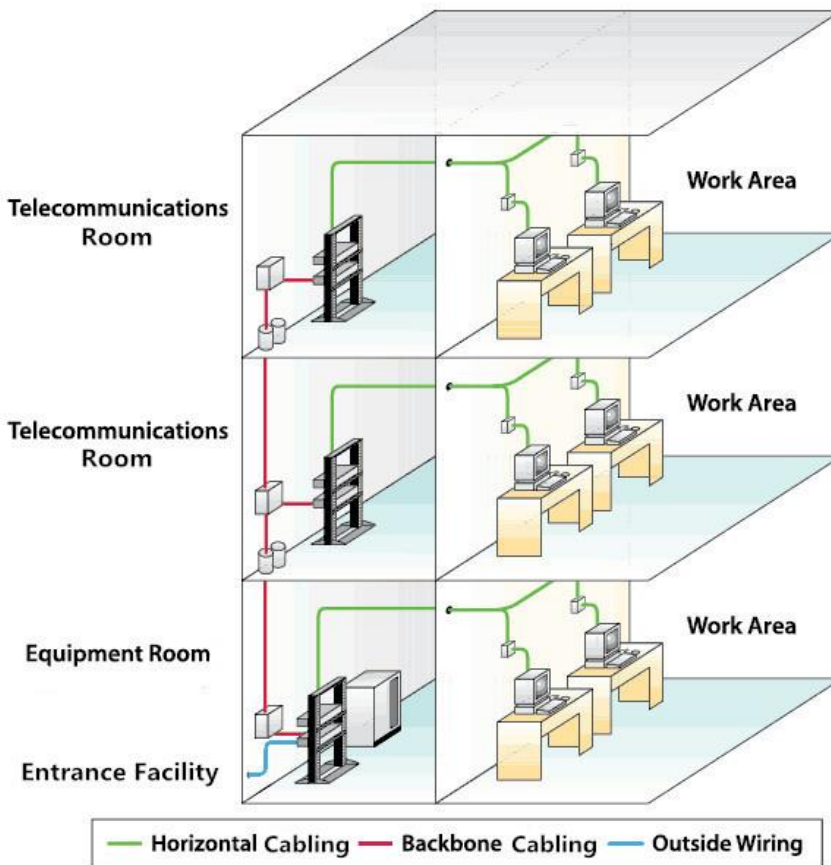 Telecommunications
Room
Work Area
Telecommunications
Room
Work Area
Equipment Room
Work Area
Entrance Facility
Horizontal Cabling
Backbone Cabling
Outside Wiring